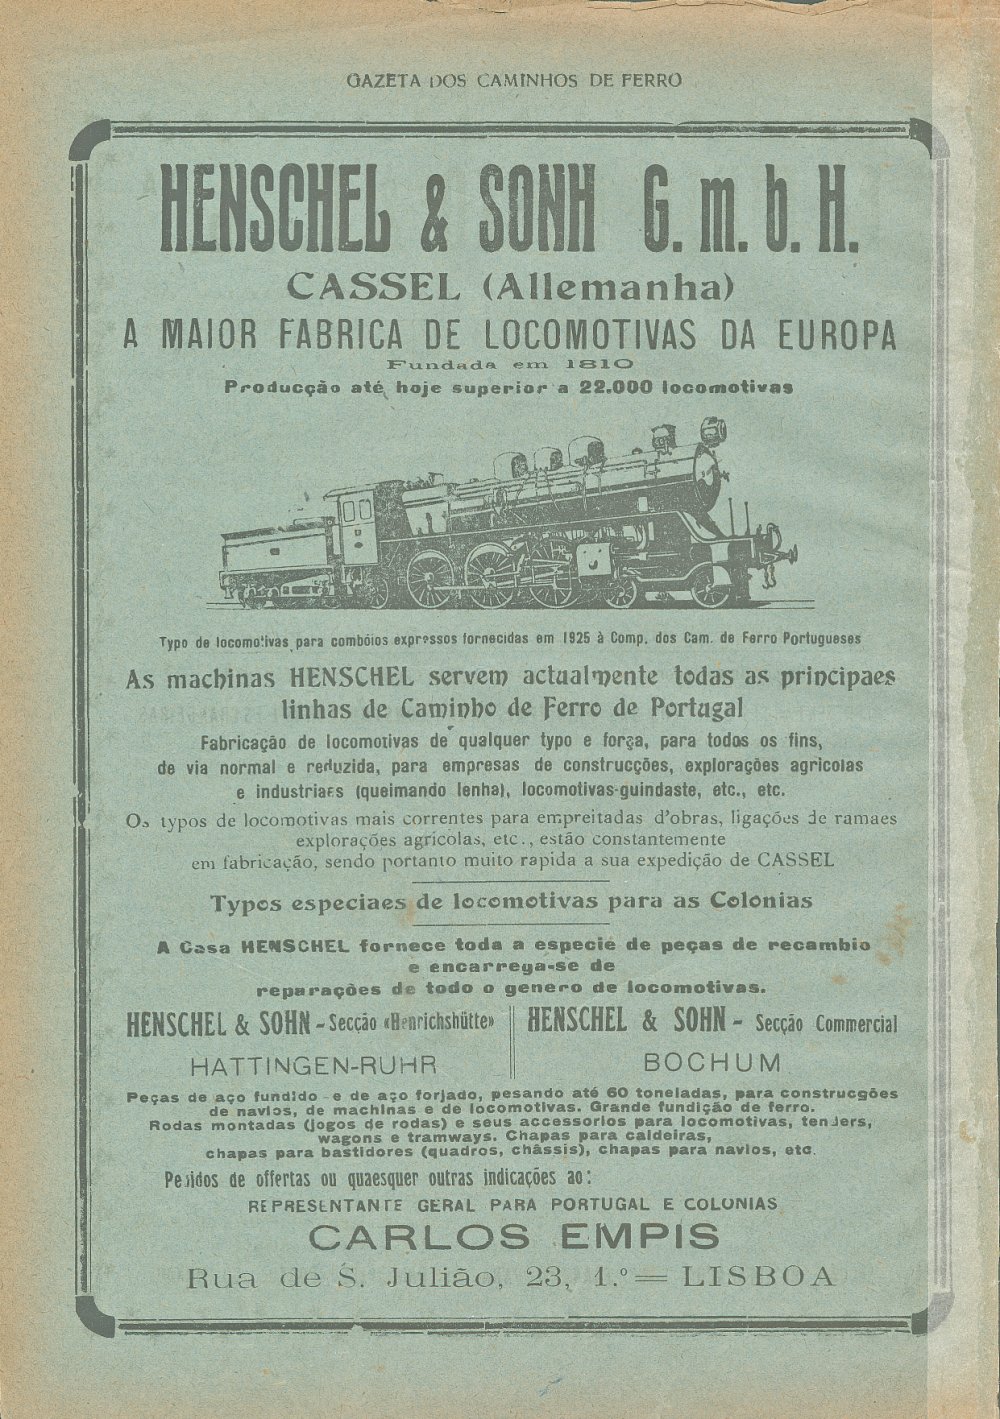 GAZETA DOS CAMINHOS DE FERRO
HENSCHEL & SONH G. m. b. H.
CASSEL (Allemanha)
A MAIOR FABRICA DE LOCOMOTIVAS DA EUROPA
Fundada em 1810
Producção até hoje superior a 22.000 locomotivas
Typo de locomotivas para combóios expressos fornecidas em 1925 à Comp. dos Cam. de Ferro Portugueses
As machinas HENSCHEL servem actualmente todas as principaes
linhas de Caminho de Ferro de Portugal
Fabricação de locomotivas de qualquer typo e força, para todos os fins,
de via normal e reduzida, para empresas de construcções, explorações agricolas
e industriaes (queimando lenha), locomotivas-guindaste, etc., etc.
Os typos de locomotivas mais correntes para empreitadas d'obras, ligações de ramaes
explorações agricolas, etc., estão constantemente
em fabricação, sendo portanto muito rapida a sua expedição de CASSEL
Typos especiaes de locomotivas para as Colonias
A Casa HENSCHEL fornece toda a especie de peças de recambio
e encarrega-se de
reparações de todo o genero de locomotivas.
HENSCHEL & SOHN - Secção «Henrichshütte»
HATTINGEN-RUHR
HENSCHEL & SOHN - Secção Commercial
BOCHUM
Peças de aço fundido e de aço forjado, pesando até 60 toneladas, para construcções
de navios, de machinas e de locomotivas. Grande fundição de ferro.
Rodas montadas (jogos de rodas) e seus accessorios para locomotivas, tenders,
wagons e tramways. Chapas para caldeiras,
chapas para bastidores (quadros, châssis), chapas para navios, etc.
Pedidos de offertas ou quaesquer outras indicações ao:
REPRESENTANTE GERAL PARA PORTUGAL E COLONIAS
CARLOS EMPIS
Rua de S. Julião, 23, 1.º = LISBOA